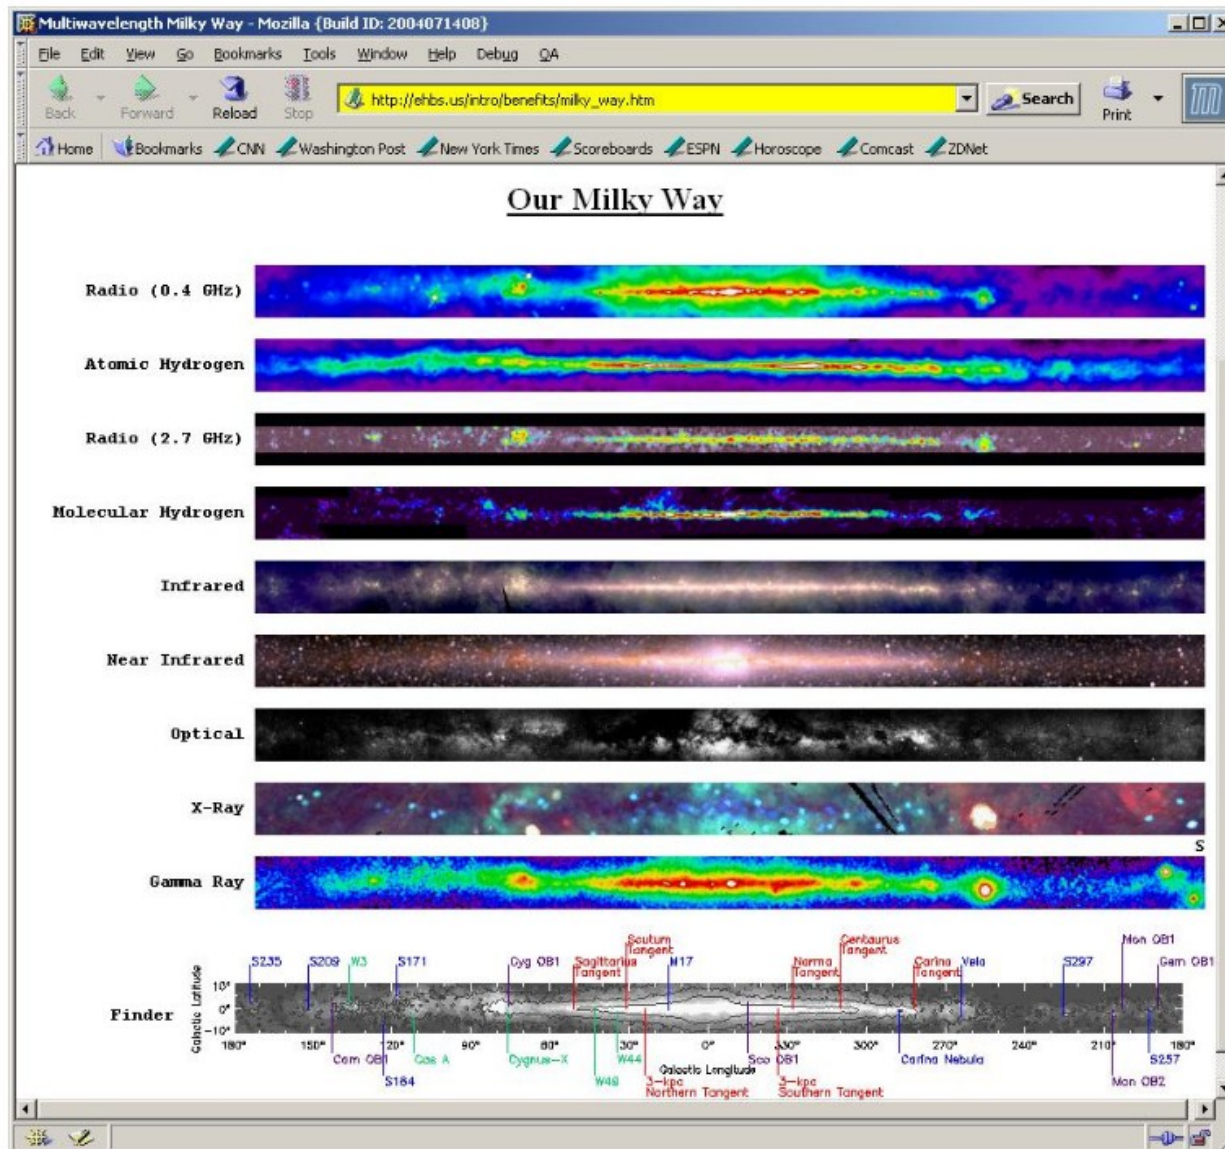 Multiwavelength Milky Way - Mozilla {Build ID: 2004071408}
File Edit View Go Bookmarks Tools Window Help Debug QA
Back Forward Reload Stop http://ehbs.us/intro/benefits/milky_way.htm Search Print
Home Bookmarks CNN Washington Post New York Times Scoreboards ESPN Horoscope Comcast ZDNet
Our Milky Way
Radio (0.4 GHz)
Atomic Hydrogen
Radio (2.7 GHz)
Molecular Hydrogen
Infrared
Near Infrared
Optical
X-Ray
S
Gamma Ray
Scutum Tangent Centaurus Tangent Mon OB1
S235 S209 W3 S171 Cyg OB1 Sagittarius Tangent M17 Norma Tangent Carina Tangent Vela S297 Gem OB1
Finder
Galactic Latitude
10°
0°
-10°
180° 150° 120° 90° 60° 30° 0° 330° 300° 270° 240° 210° 180°
Cam OB1 Cas A Cygnus-X W44 Sco OB1 Carina Nebula S257
Galactic Longitude
S184 W49 3-kpc Northern Tangent 3-kpc Southern Tangent Mon OB2